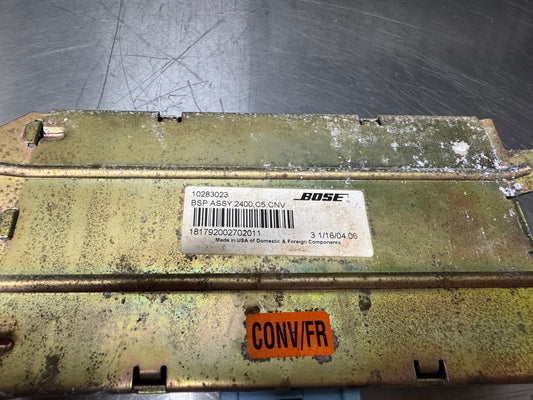 10283023
BOSE
BSP ASSY 2400,C5 CNV
181792002702011
3 1/16/04 06
Made in USA of Domestic & Foreign Components
CONV/FR